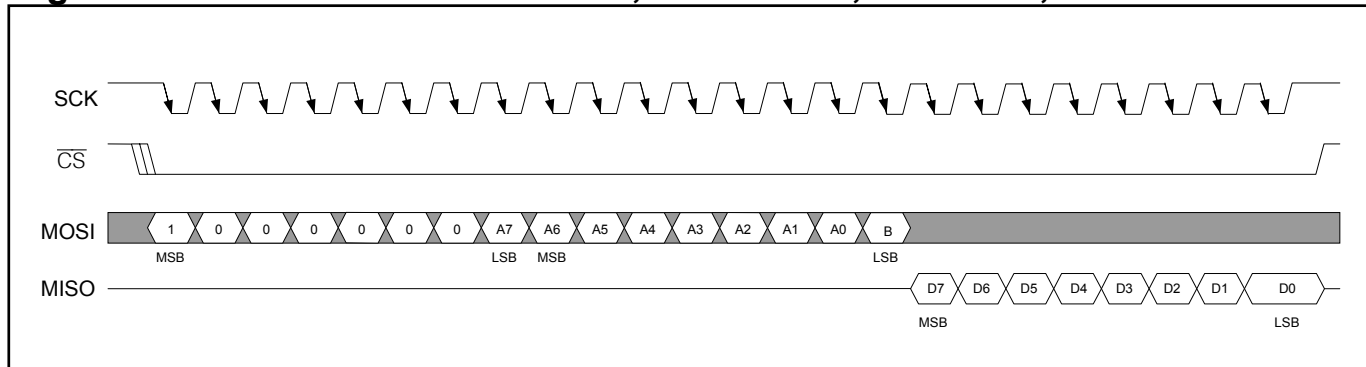 SCK
CS
MOSI 1 0 0 0 0 0 0 A7 A6 A5 A4 A3 A2 A1 A0 B
MSB LSB MSB LSB
MISO D7 D6 D5 D4 D3 D2 D1 D0
MSB LSB